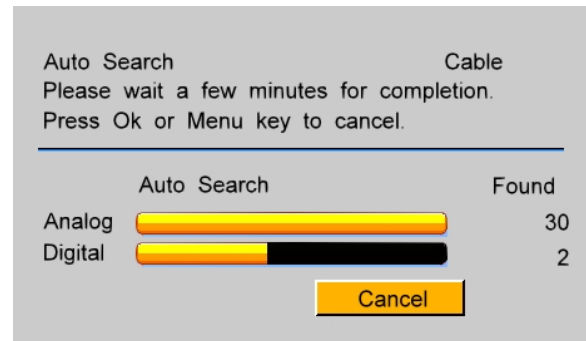 Auto Search Cable
Please wait a few minutes for completion.
Press Ok or Menu key to cancel.
Auto Search Found
Analog 30
Digital 2
Cancel